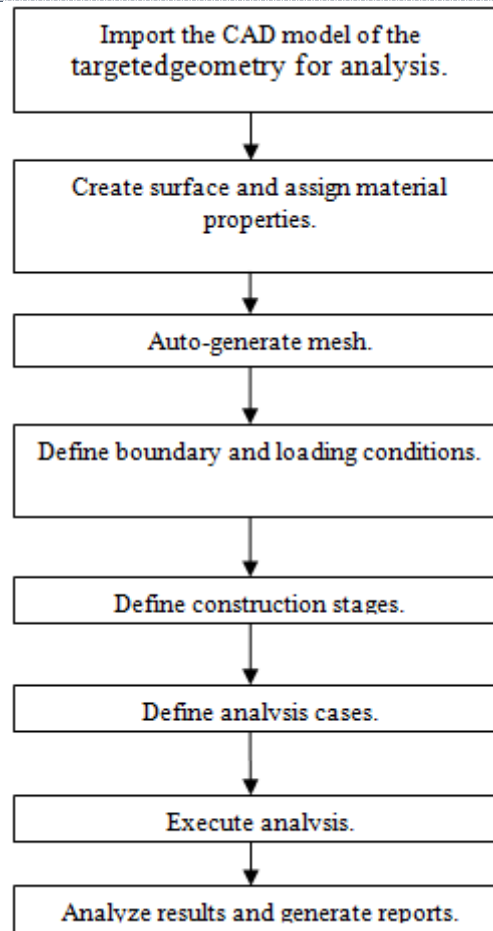 Import the CAD model of the
targetedgeometry for analysis.
Create surface and assign material
properties.
Auto-generate mesh.
Define boundary and loading conditions.
Define construction stages.
Define analysis cases.
Execute analysis.
Analyze results and generate reports.